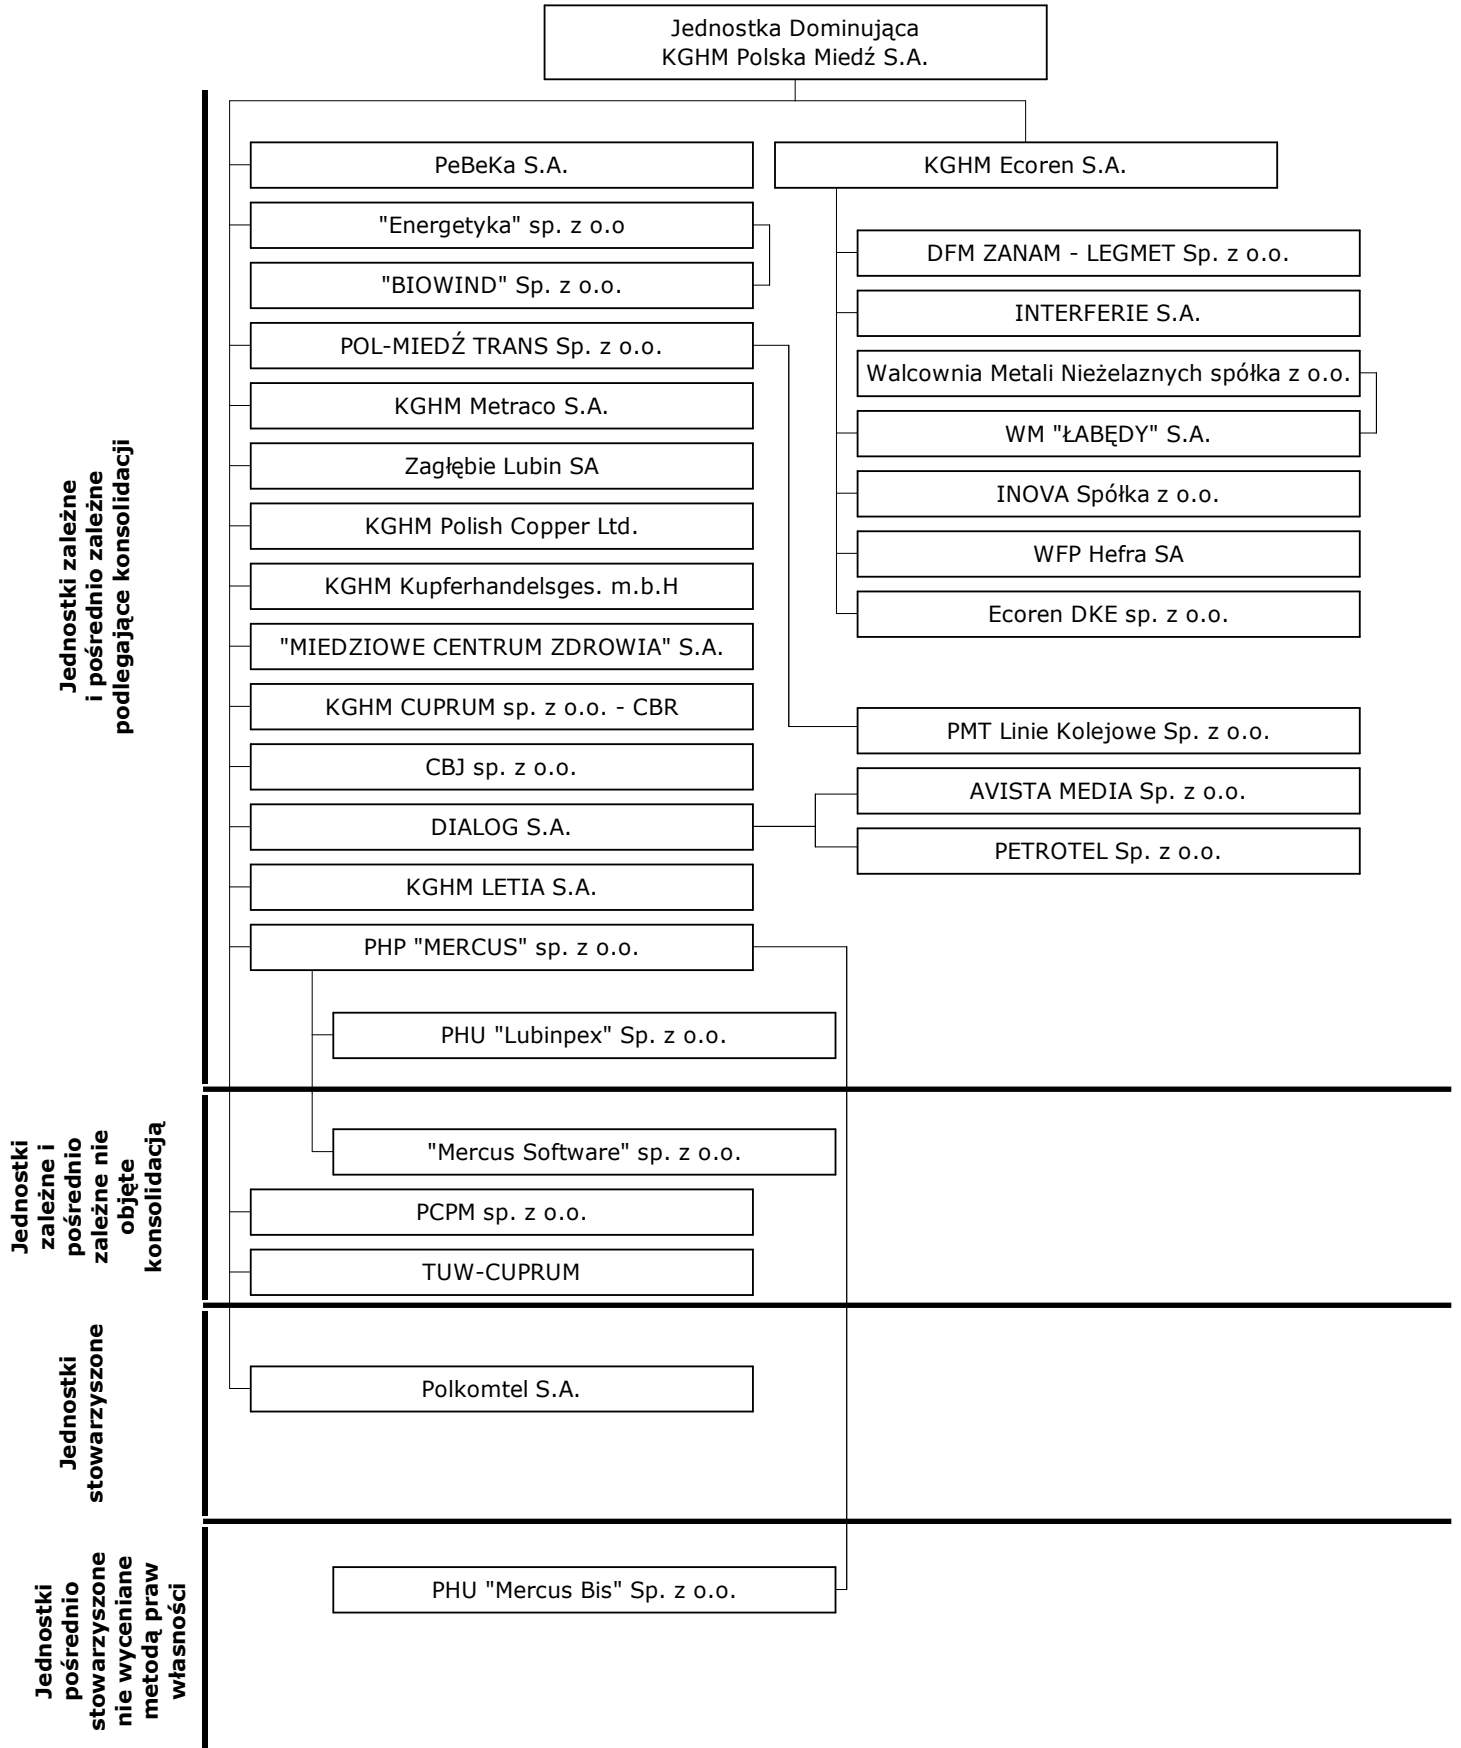 Jednostka Dominująca
KGHM Polska Miedź S.A.
Jednostki zależne
i pośrednio zależne
podlegające konsolidacji
PeBeKa S.A.
"Energetyka" sp. z o.o
"BIOWIND" Sp. z o.o.
POL-MIEDŹ TRANS Sp. z o.o.
KGHM Metraco S.A.
Zagłębie Lubin SA
KGHM Polish Copper Ltd.
KGHM Kupferhandelsges. m.b.H
"MIEDZIOWE CENTRUM ZDROWIA" S.A.
KGHM CUPRUM sp. z o.o. - CBR
CBJ sp. z o.o.
DIALOG S.A.
KGHM LETIA S.A.
PHP "MERCUS" sp. z o.o.
PHU "Lubinpex" Sp. z o.o.
KGHM Ecoren S.A.
DFM ZANAM - LEGMET Sp. z o.o.
INTERFERIE S.A.
Walcownia Metali Nieżelaznych spółka z o.o.
WM "ŁABĘDY" S.A.
INOVA Spółka z o.o.
WFP Hefra SA
Ecoren DKE sp. z o.o.
PMT Linie Kolejowe Sp. z o.o.
AVISTA MEDIA Sp. z o.o.
PETROTEL Sp. z o.o.
Jednostki
zależne i
pośrednio
zależne nie
objęte
konsolidacją
"Mercus Software" sp. z o.o.
PCPM sp. z o.o.
TUW-CUPRUM
Jednostki
stowarzyszone
Polkomtel S.A.
Jednostki
pośrednio
stowarzyszone
nie wyceniane
metodą praw
własności
PHU "Mercus Bis" Sp. z o.o.